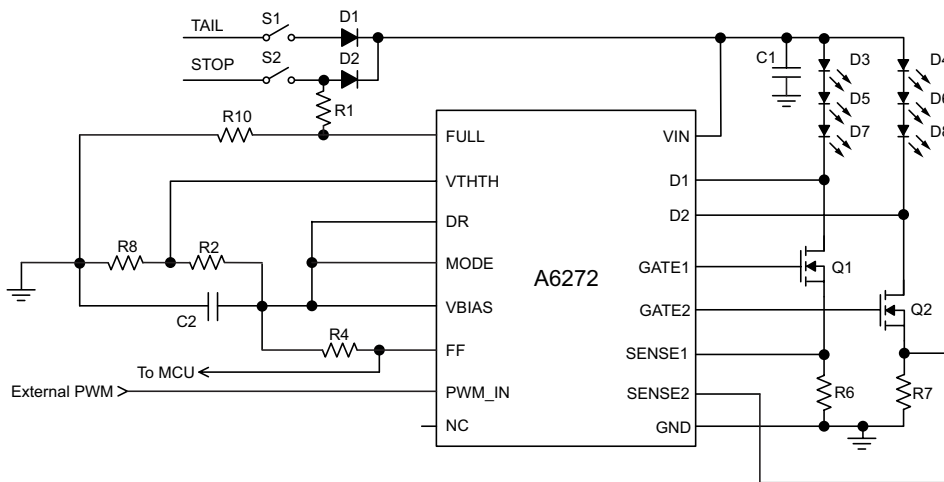 TAIL
S1
D1
STOP
S2
D2
R1
C1
D3
D4
D5
D6
D7
D8
R10
FULL
VIN
VTHTH
D1
DR
D2
R8
R2
MODE
A6272
GATE1
Q1
C2
VBIAS
GATE2
Q2
R4
FF
SENSE1
To MCU
External PWM
PWM_IN
SENSE2
R6
R7
NC
GND